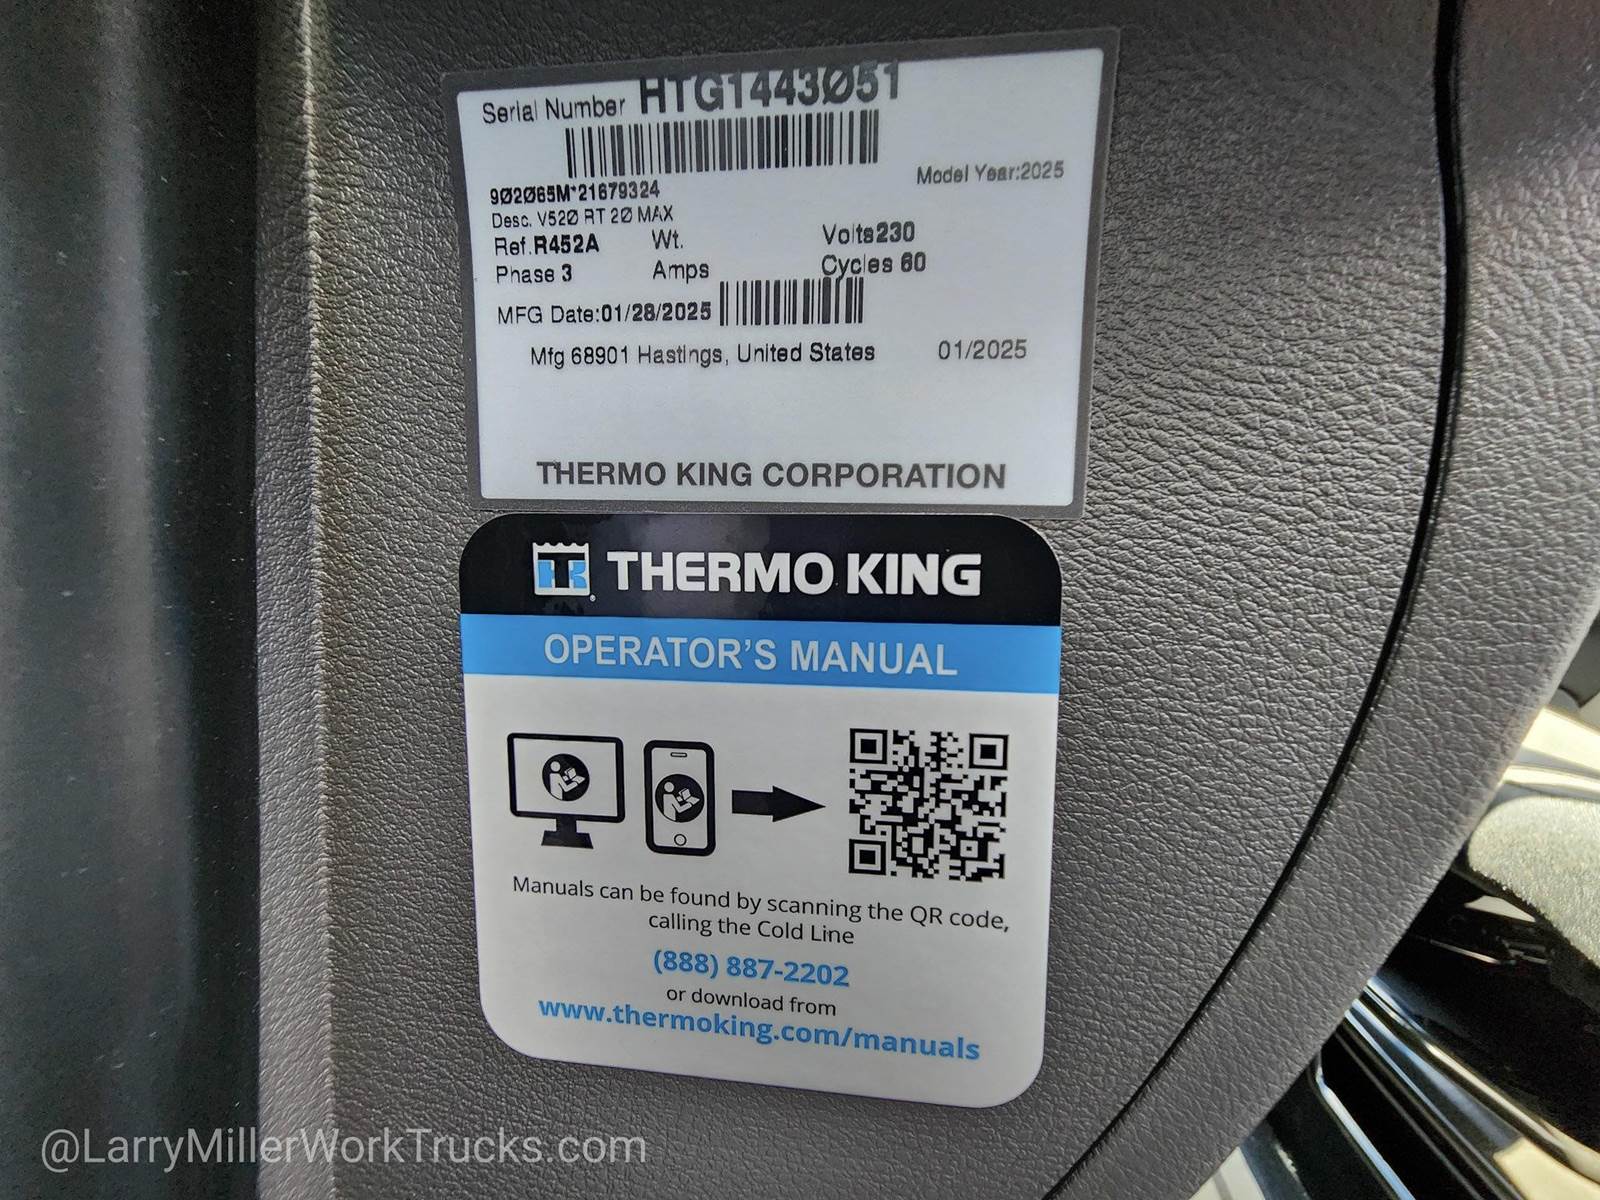 Serial Number HTG1443Ø51
9Ø2Ø65M*21679324
Model Year:2025
Desc. V52Ø RT 2Ø MAX
Ref.R452A Wt. Volts230
Phase 3 Amps Cycles 60
MFG Date:01/28/2025
Mfg 68901 Hastings, United States 01/2025
THERMO KING CORPORATION
TK® THERMO KING
OPERATOR'S MANUAL
Manuals can be found by scanning the QR code,
calling the Cold Line
(888) 887-2202
or download from
www.thermoking.com/manuals
@LarryMillerWorkTrucks.com